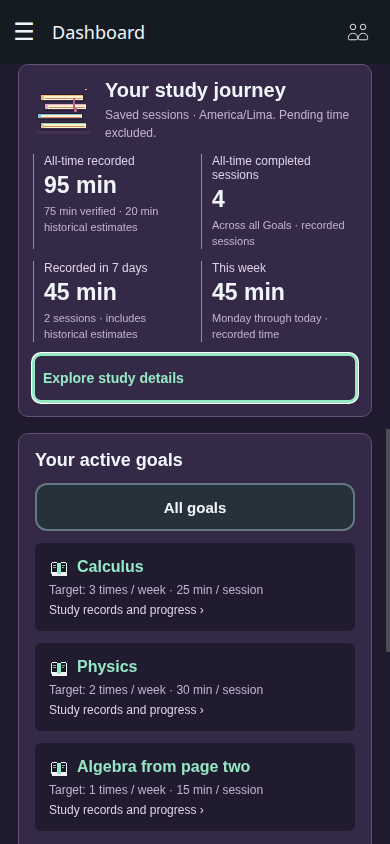 Dashboard
Your study journey
Saved sessions · America/Lima. Pending time
excluded.
All-time recorded
95 min
75 min verified · 20 min
historical estimates
All-time completed
sessions
4
Across all Goals · recorded
sessions
Recorded in 7 days
45 min
2 sessions · includes
historical estimates
This week
45 min
Monday through today ·
recorded time
Explore study details
Your active goals
All goals
Calculus
Target: 3 times / week · 25 min / session
Study records and progress ›
Physics
Target: 2 times / week · 30 min / session
Study records and progress ›
Algebra from page two
Target: 1 times / week · 15 min / session
Study records and progress ›